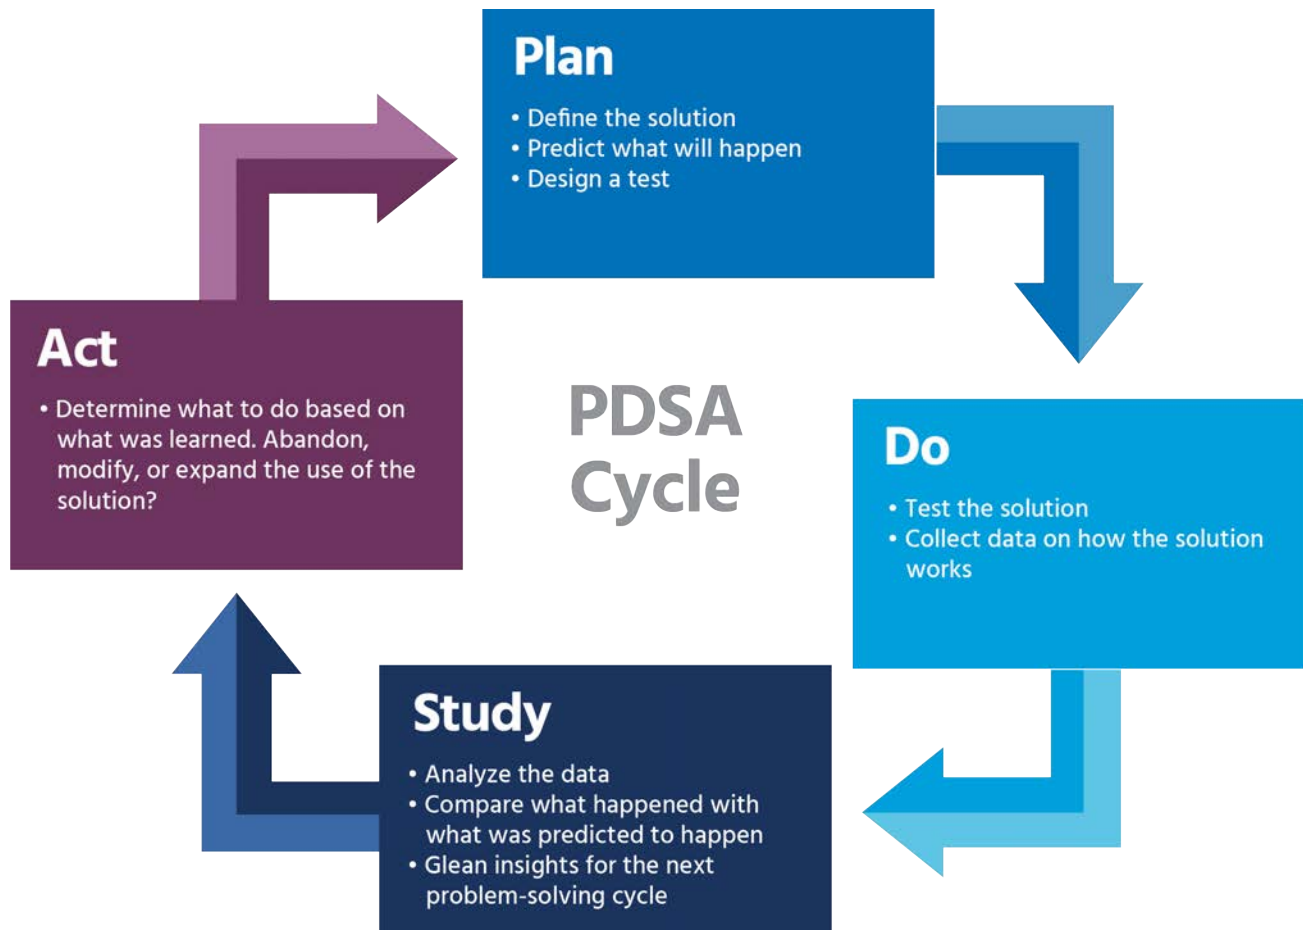 Plan
• Define the solution
• Predict what will happen
• Design a test
Act
• Determine what to do based on
what was learned. Abandon,
modify, or expand the use of the
solution?
PDSA
Cycle
Do
• Test the solution
• Collect data on how the solution
works
Study
• Analyze the data
• Compare what happened with
what was predicted to happen
• Glean insights for the next
problem-solving cycle